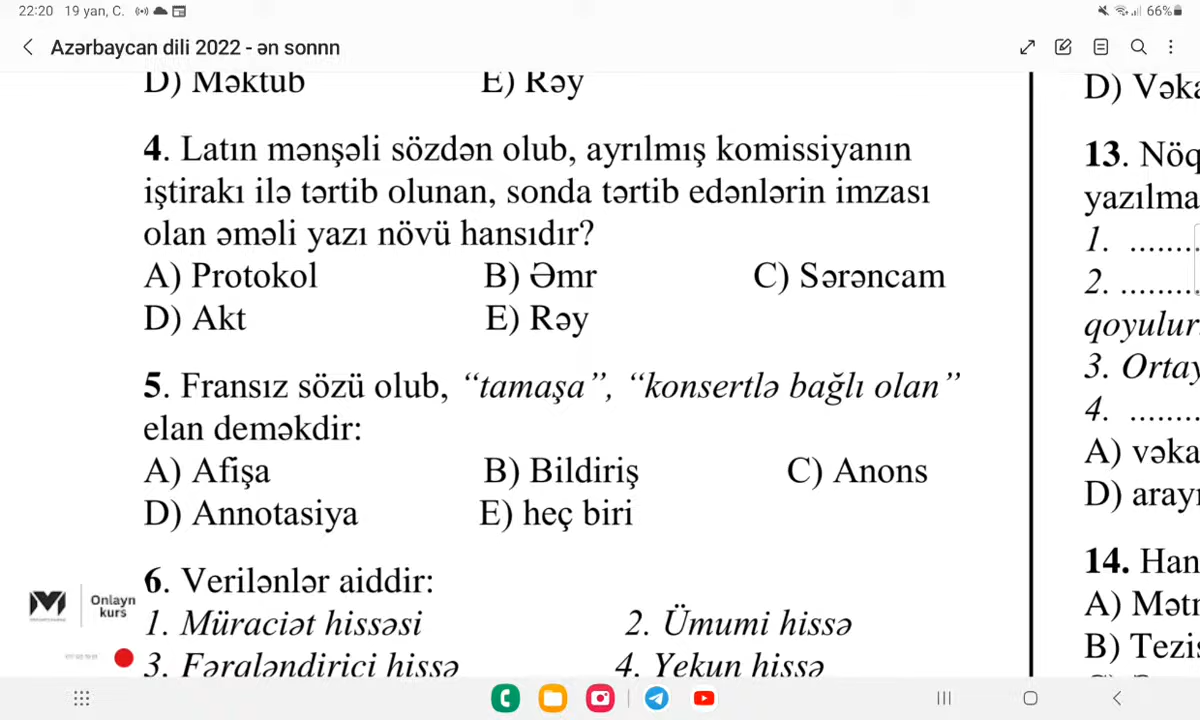 22:20 19 yan, C.
66%
Azərbaycan dili 2022 - ən sonnn
D) Məktub E) Rəy
4. Latın mənşəli sözdən olub, ayrılmış komissiyanın
iştirakı ilə tərtib olunan, sonda tərtib edənlərin imzası
olan əməli yazı növü hansıdır?
A) Protokol B) Əmr C) Sərəncam
D) Akt E) Rəy
5. Fransız sözü olub, “tamaşa”, “konsertlə bağlı olan”
elan deməkdir:
A) Afişa B) Bildiriş C) Anons
D) Annotasiya E) heç biri
6. Verilənlər aiddir:
1. Müraciət hissəsi 2. Ümumi hissə
3. Fərqləndirici hissə 4. Yekun hissə
Onlayn
kurs
D) Vəka
13. Nöq
yazılma
1. .......
2. ........
qoyulur
3. Ortay
4. .......
A) vəka
D) aray
14. Han
A) Mətn
B) Tezis